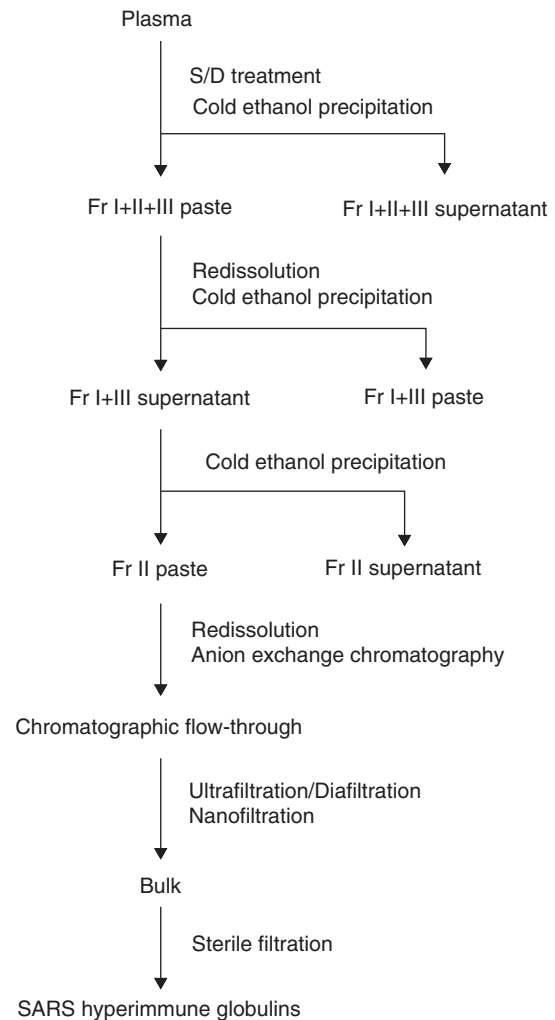 Plasma
S/D treatment
Cold ethanol precipitation
Fr I+II+III paste
Fr I+II+III supernatant
Redissolution
Cold ethanol precipitation
Fr I+III supernatant
Fr I+III paste
Cold ethanol precipitation
Fr II paste
Fr II supernatant
Redissolution
Anion exchange chromatography
Chromatographic flow-through
Ultrafiltration/Diafiltration
Nanofiltration
Bulk
Sterile filtration
SARS hyperimmune globulins